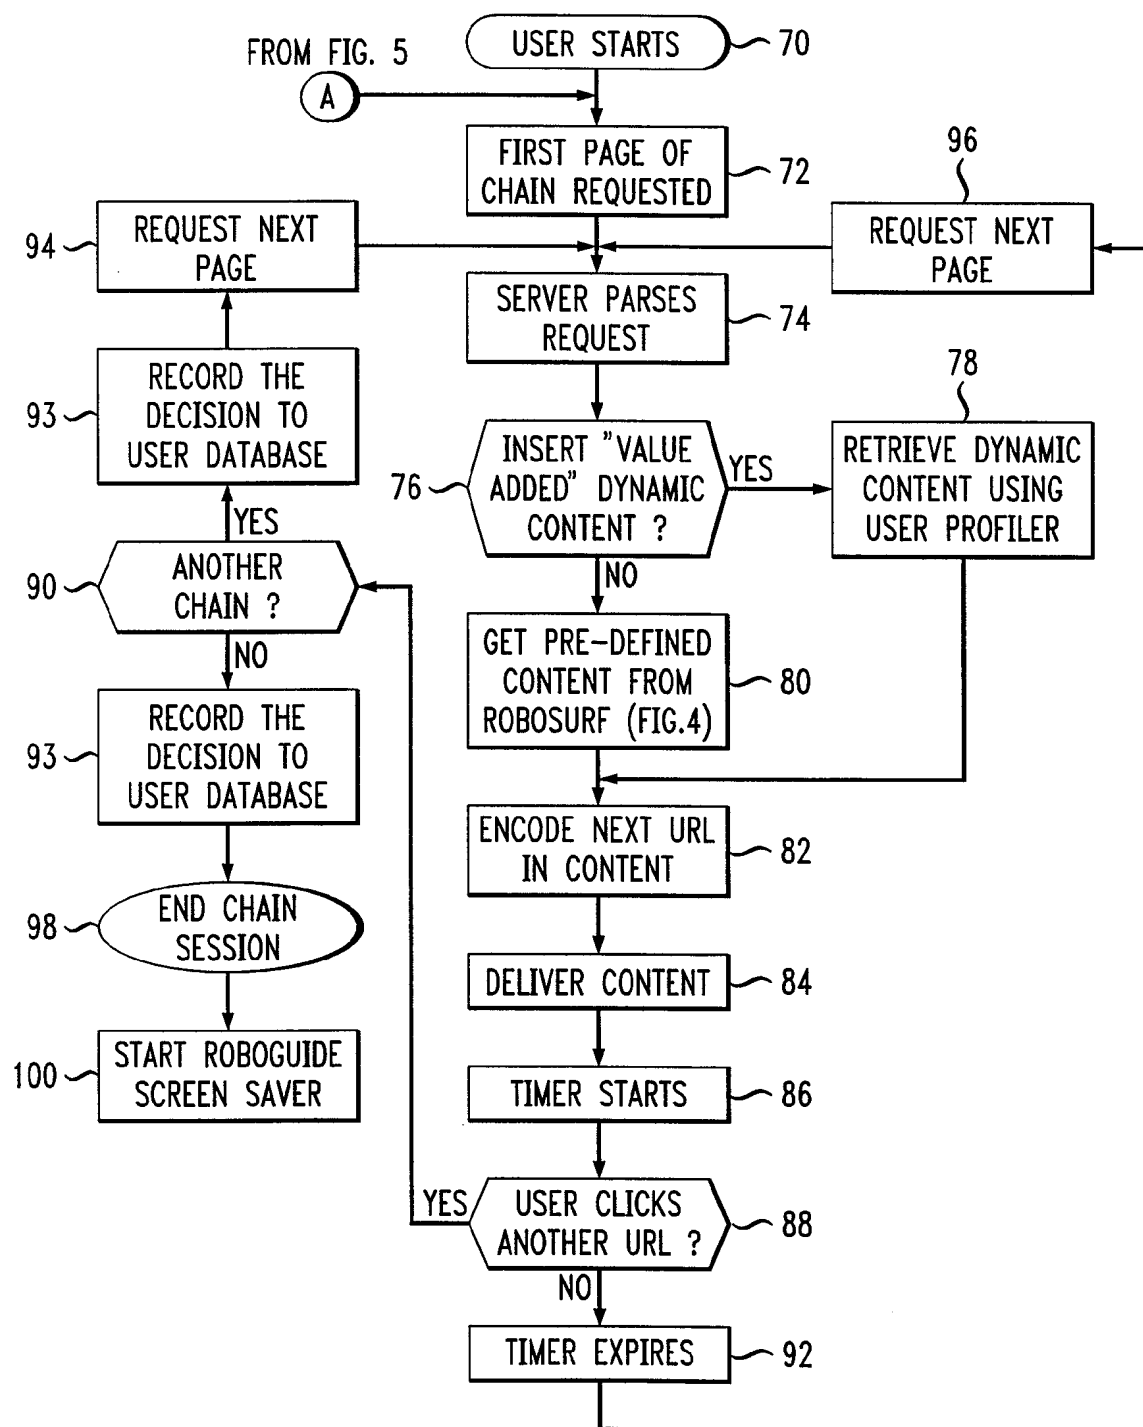 FROM FIG. 5
A
USER STARTS
70
FIRST PAGE OF
CHAIN REQUESTED
72
96
REQUEST NEXT
PAGE
94
REQUEST NEXT
PAGE
SERVER PARSES
REQUEST
74
93
RECORD THE
DECISION TO
USER DATABASE
78
76
INSERT "VALUE
ADDED" DYNAMIC
CONTENT ?
YES
RETRIEVE DYNAMIC
CONTENT USING
USER PROFILER
YES
NO
90
ANOTHER
CHAIN ?
NO
GET PRE-DEFINED
CONTENT FROM
ROBOSURF (FIG.4)
80
93
RECORD THE
DECISION TO
USER DATABASE
ENCODE NEXT URL
IN CONTENT
82
98
END CHAIN
SESSION
DELIVER CONTENT
84
100
START ROBOGUIDE
SCREEN SAVER
TIMER STARTS
86
YES
USER CLICKS
ANOTHER URL ?
88
NO
TIMER EXPIRES
92